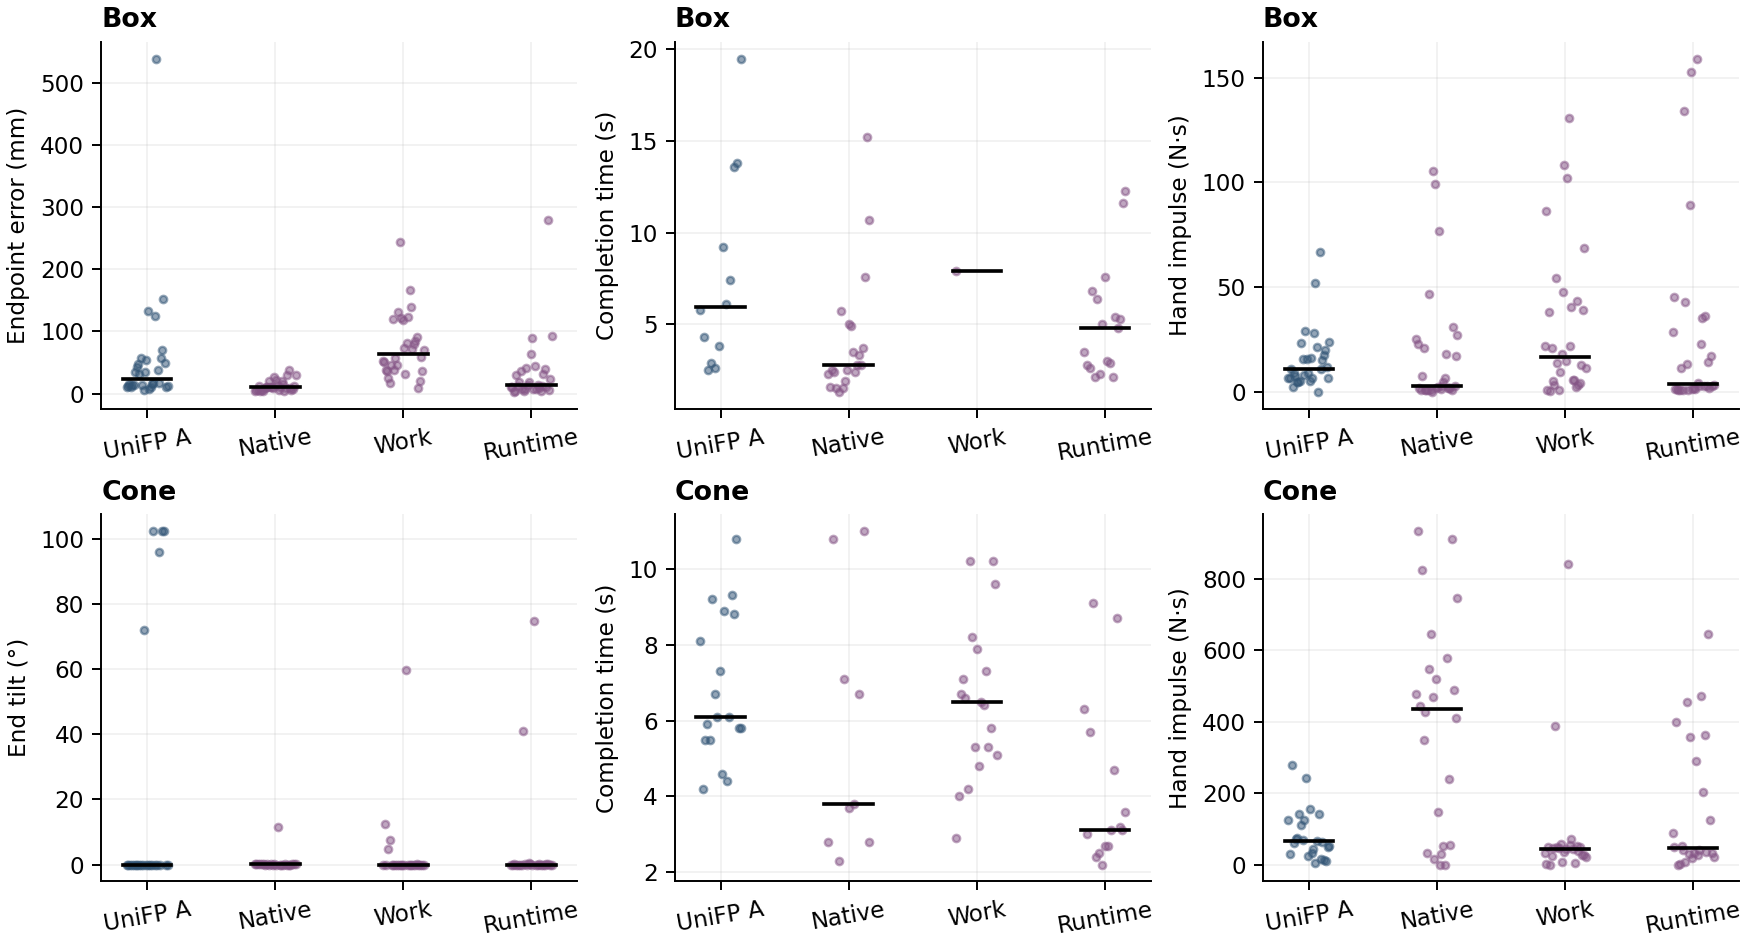 Box
Endpoint error (mm)
500
400
300
200
100
0
UniFP A
Native
Work
Runtime
Box
Completion time (s)
20
15
10
5
UniFP A
Native
Work
Runtime
Box
Hand impulse (N·s)
150
100
50
0
UniFP A
Native
Work
Runtime
Cone
End tilt (°)
100
80
60
40
20
0
UniFP A
Native
Work
Runtime
Cone
Completion time (s)
10
8
6
4
2
UniFP A
Native
Work
Runtime
Cone
Hand impulse (N·s)
800
600
400
200
0
UniFP A
Native
Work
Runtime